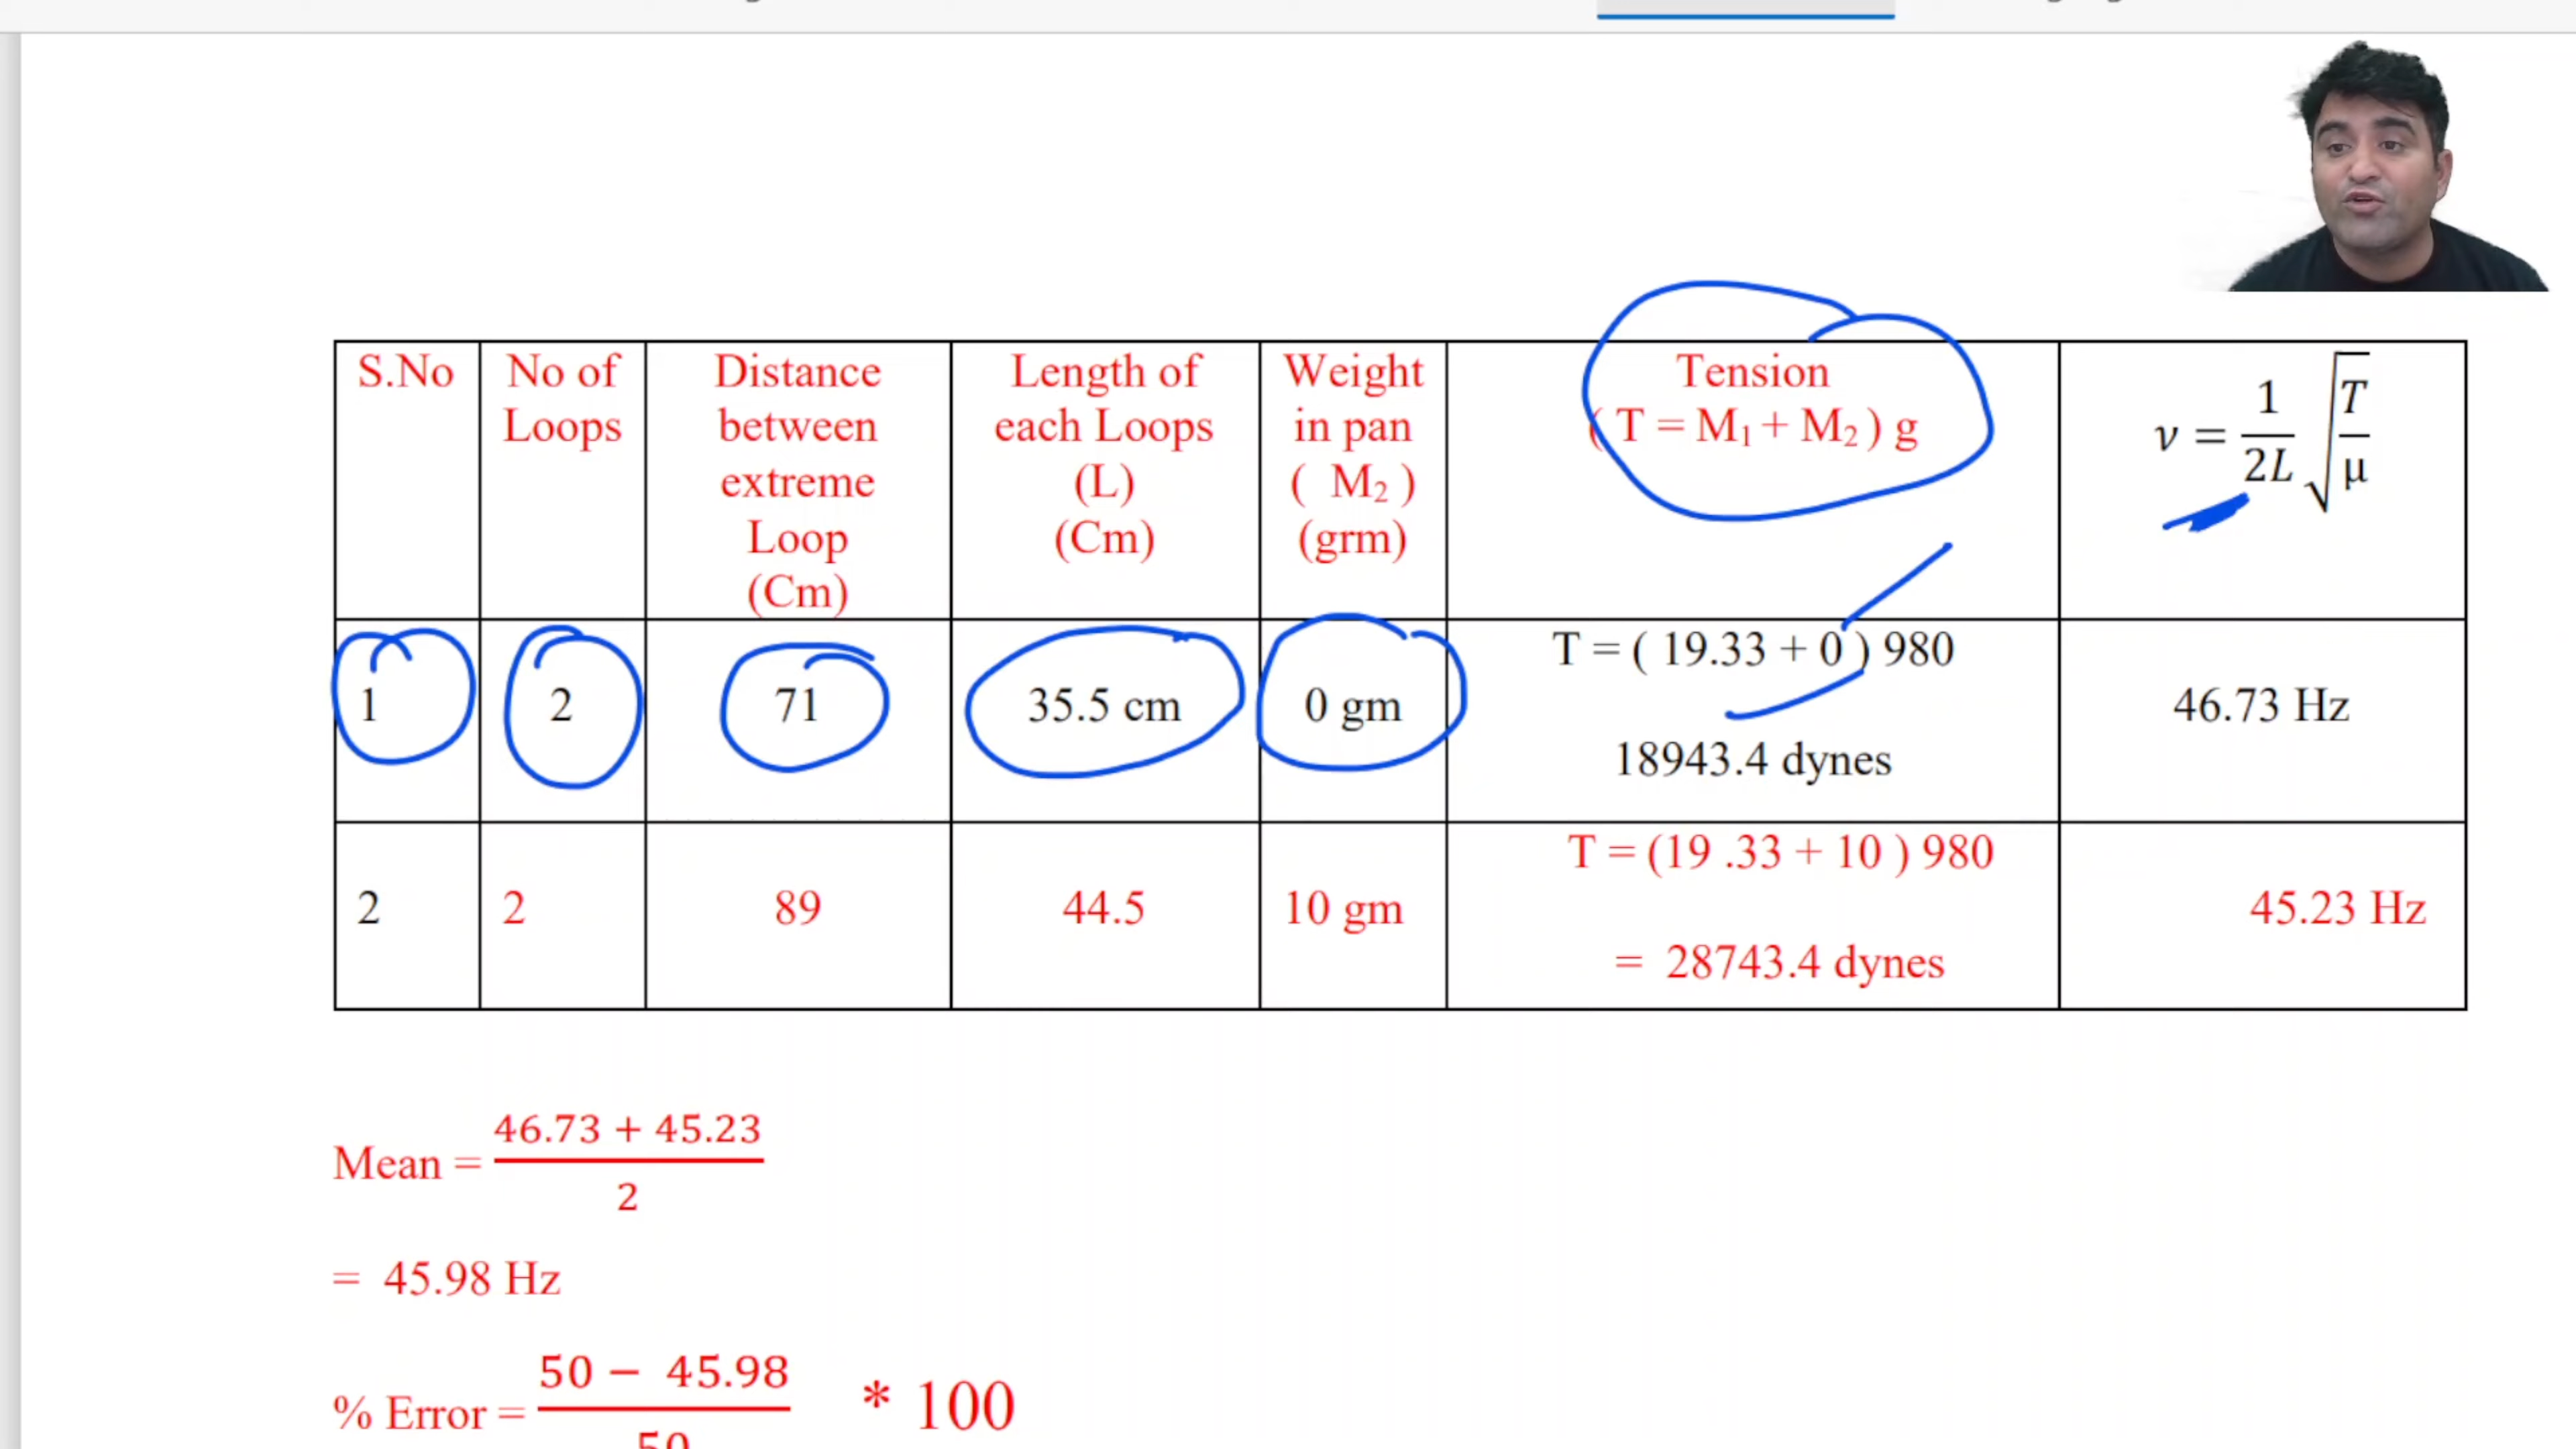 S.No
No of
Loops
Distance
between
extreme
Loop
(Cm)
Length of
each Loops
(L)
(Cm)
Weight
in pan
( M₂ )
(grm)
Tension
( T = M₁ + M₂ ) g
ν = 1/2L √T/μ
1
2
71
35.5 cm
0 gm
T = ( 19.33 + 0 ) 980
18943.4 dynes
46.73 Hz
2
2
89
44.5
10 gm
T = (19 .33 + 10 ) 980
= 28743.4 dynes
45.23 Hz
Mean = 46.73 + 45.23 / 2
= 45.98 Hz
% Error = 50 − 45.98 / 50 * 100